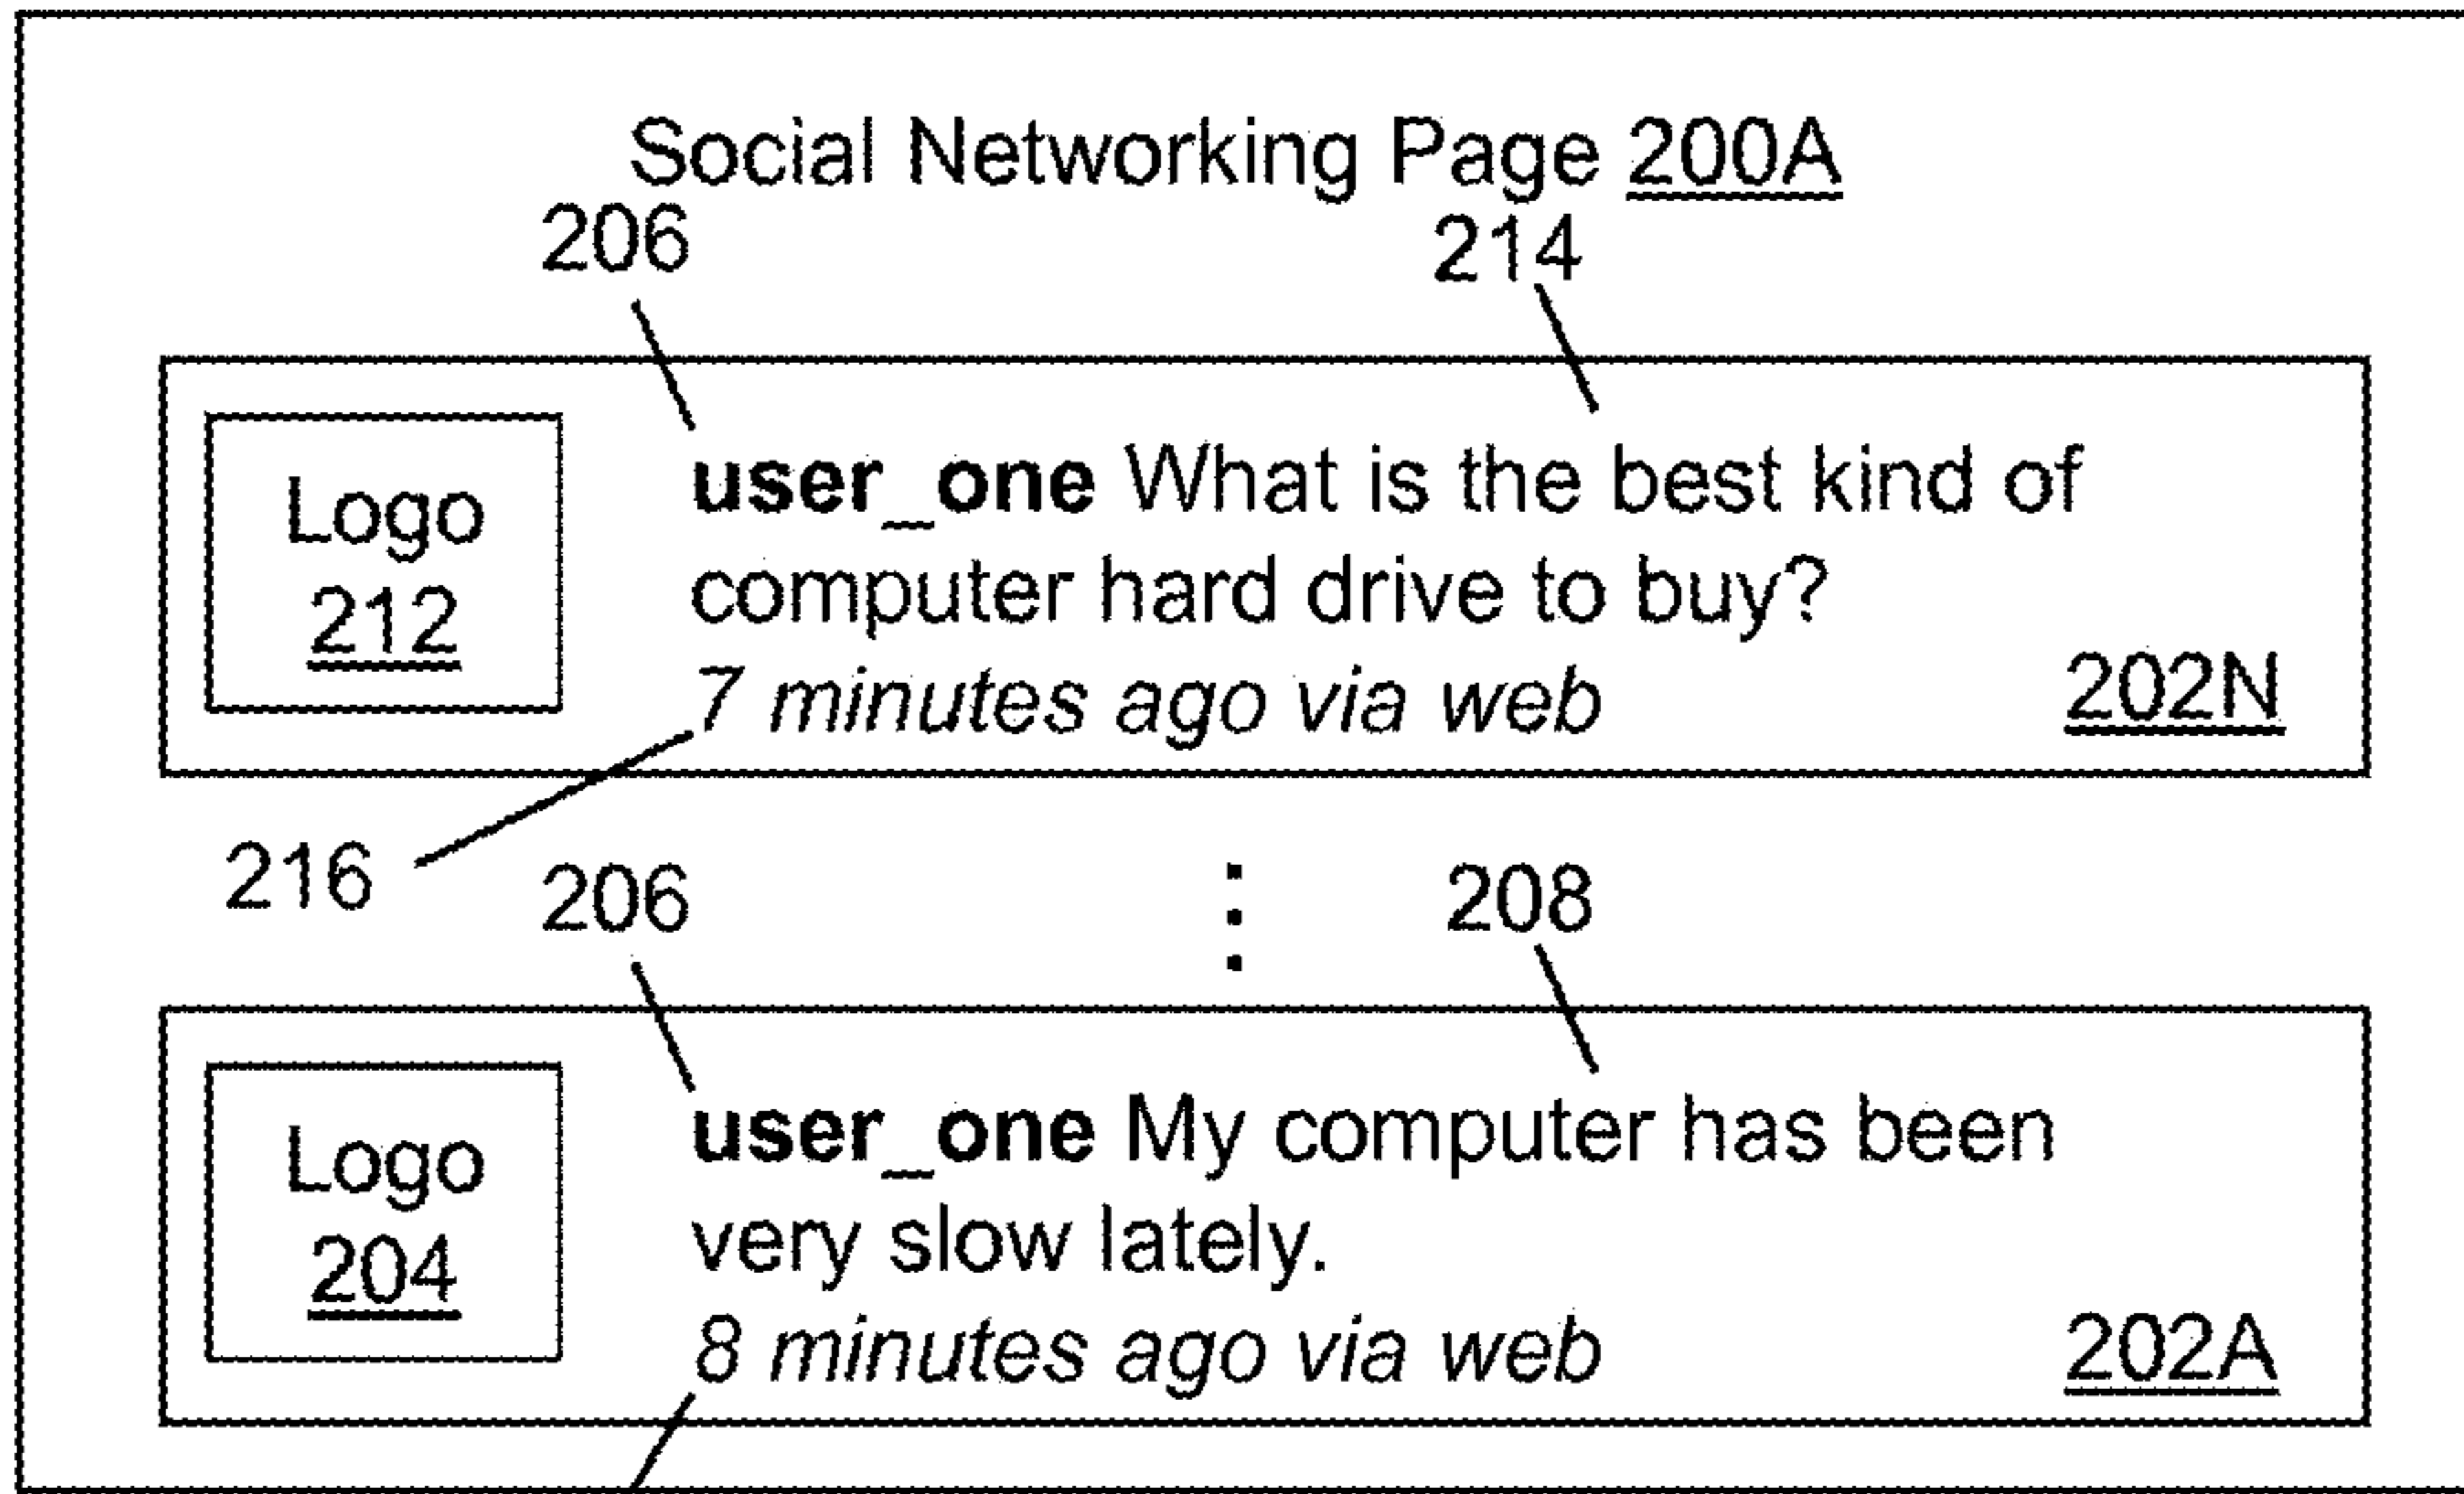 Social Networking Page 200A
206
214
Logo
212
user_one What is the best kind of
computer hard drive to buy?
7 minutes ago via web
202N
216
206
208
Logo
204
user_one My computer has been
very slow lately.
8 minutes ago via web
202A